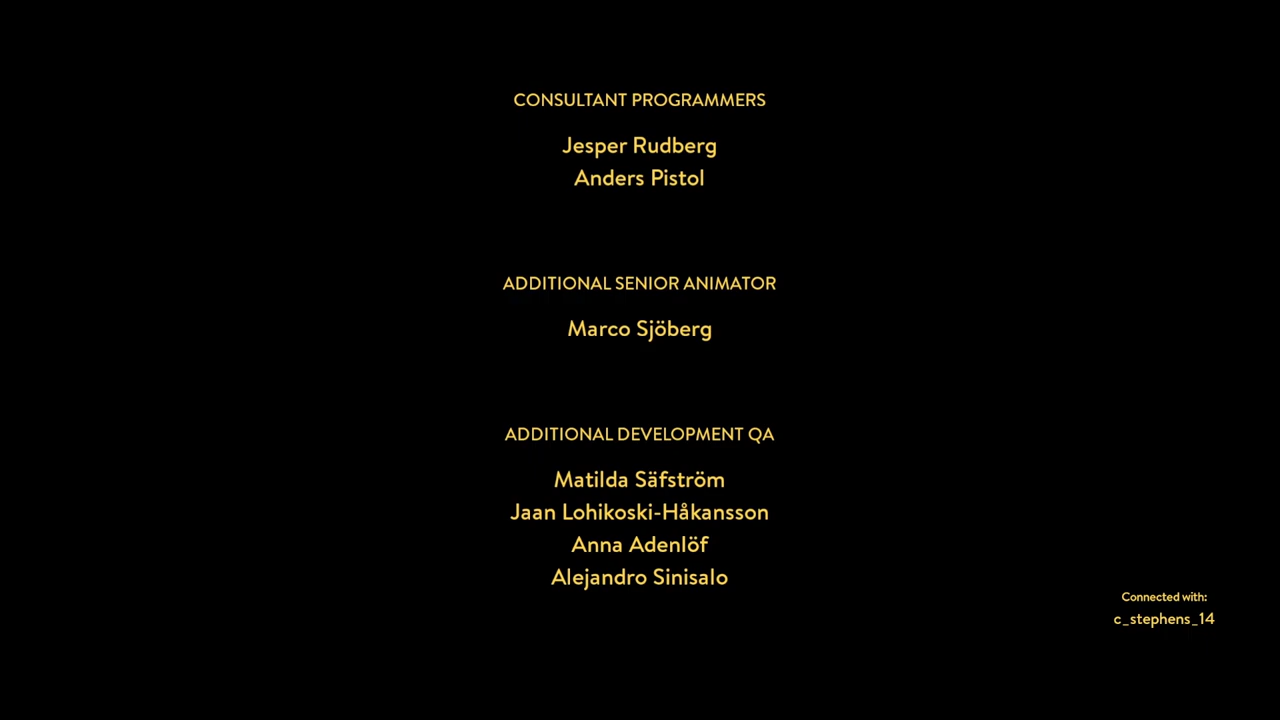 CONSULTANT PROGRAMMERS
Jesper Rudberg
Anders Pistol
ADDITIONAL SENIOR ANIMATOR
Marco Sjöberg
ADDITIONAL DEVELOPMENT QA
Matilda Säfström
Jaan Lohikoski-Håkansson
Anna Adenlöf
Alejandro Sinisalo
Connected with:
c_stephens_14